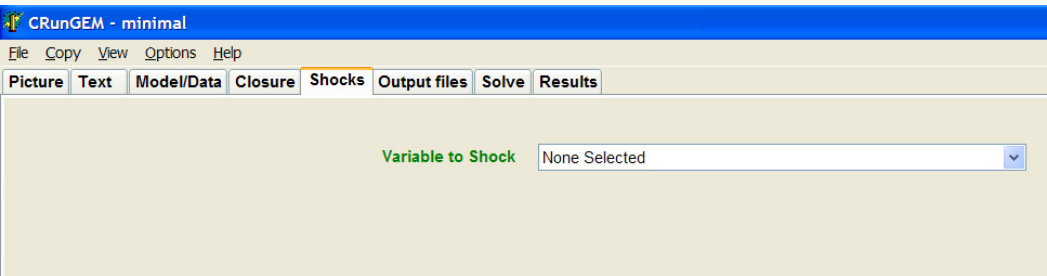 CRunGEM - minimal
File Copy View Options Help
Picture Text Model/Data Closure Shocks Output files Solve Results
Variable to Shock None Selected